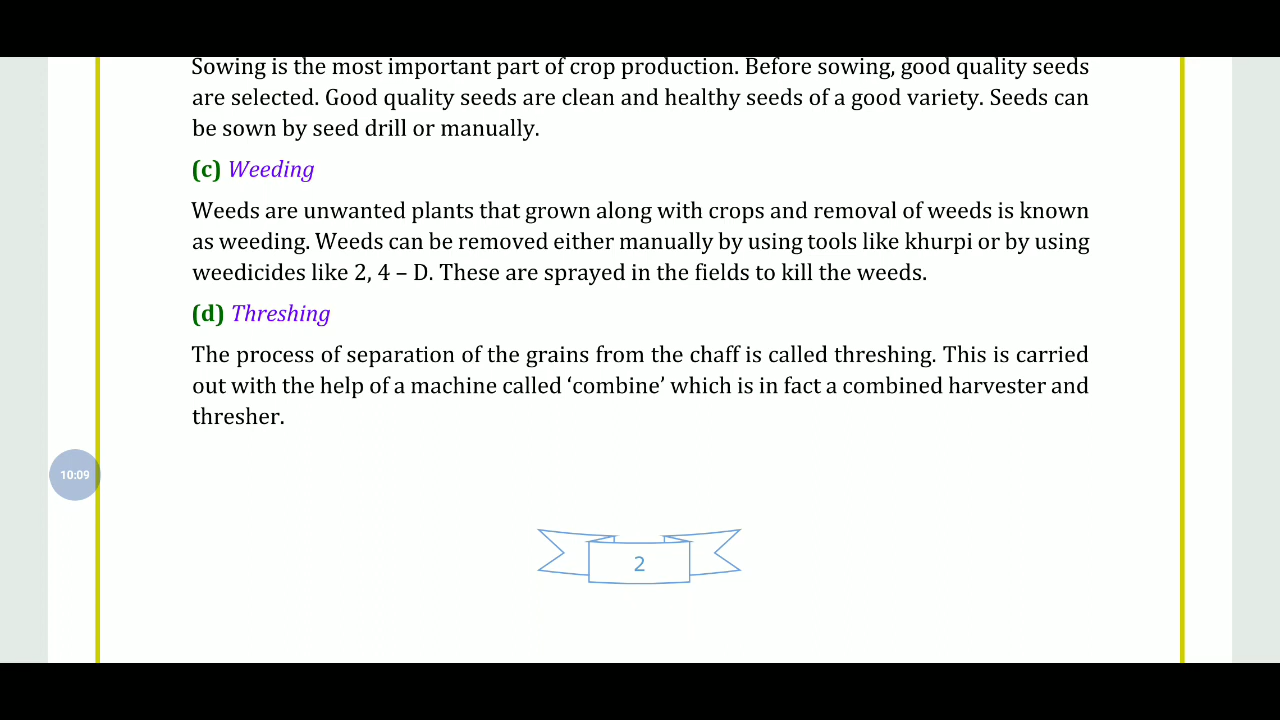 Sowing is the most important part of crop production. Before sowing, good quality seeds
are selected. Good quality seeds are clean and healthy seeds of a good variety. Seeds can
be sown by seed drill or manually.
(c) Weeding
Weeds are unwanted plants that grown along with crops and removal of weeds is known
as weeding. Weeds can be removed either manually by using tools like khurpi or by using
weedicides like 2, 4 – D. These are sprayed in the fields to kill the weeds.
(d) Threshing
The process of separation of the grains from the chaff is called threshing. This is carried
out with the help of a machine called ‘combine’ which is in fact a combined harvester and
thresher.
10:09
2